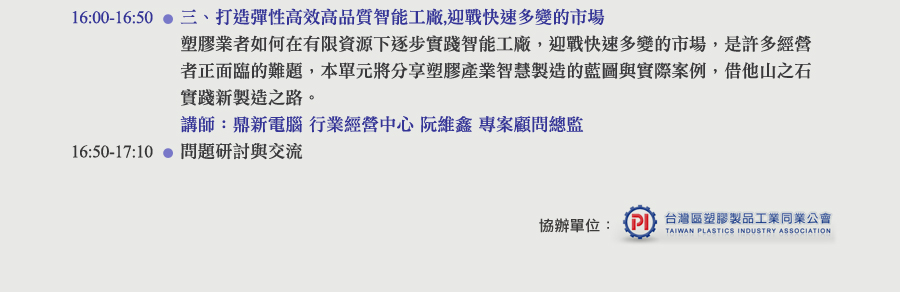 16:00-16:50 ● 三、打造彈性高效高品質智能工廠,迎戰快速多變的市場
塑膠業者如何在有限資源下逐步實踐智能工廠，迎戰快速多變的市場，是許多經營
者正面臨的難題，本單元將分享塑膠產業智慧製造的藍圖與實際案例，借他山之石
實踐新製造之路。
講師：鼎新電腦 行業經營中心 阮維鑫 專案顧問總監
16:50-17:10 ● 問題研討與交流
協辦單位：
PI
台灣區塑膠製品工業同業公會
TAIWAN PLASTICS INDUSTRY ASSOCIATION